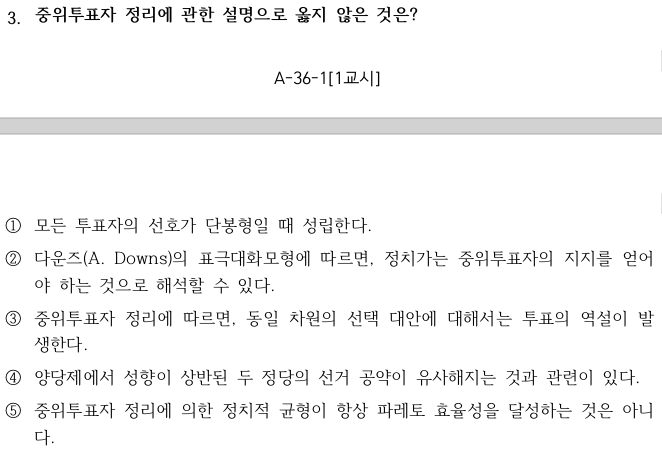 3. 중위투표자 정리에 관한 설명으로 옳지 않은 것은?
A-36-1[1교시]
① 모든 투표자의 선호가 단봉형일 때 성립한다.
② 다운즈(A. Downs)의 표극대화모형에 따르면, 정치가는 중위투표자의 지지를 얻어
야 하는 것으로 해석할 수 있다.
③ 중위투표자 정리에 따르면, 동일 차원의 선택 대안에 대해서는 투표의 역설이 발
생한다.
④ 양당제에서 성향이 상반된 두 정당의 선거 공약이 유사해지는 것과 관련이 있다.
⑤ 중위투표자 정리에 의한 정치적 균형이 항상 파레토 효율성을 달성하는 것은 아니
다.